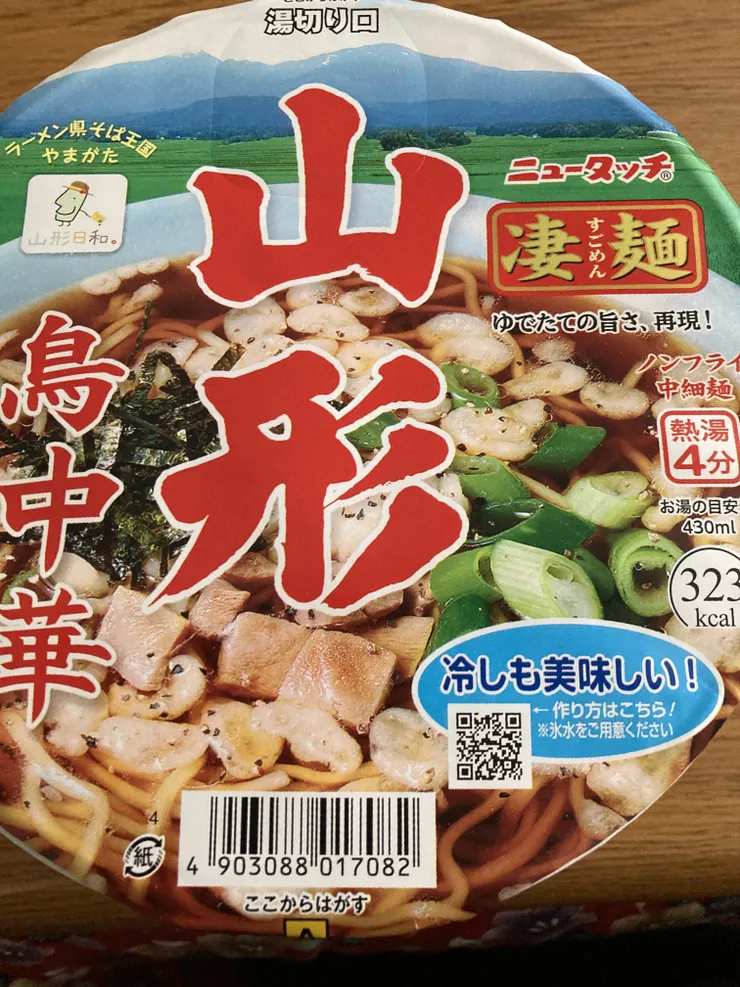 湯切り口
ラーメン県そば王国
やまがた
山形日和。
山形
鳥中華
ニュータッチ®
凄麺
すごめん
ゆでたての旨さ、再現!
ノンフライ
中細麺
熱湯
4分
お湯の目安
430ml
323
kcal
冷しも美味しい!
←作り方はこちら!
※氷水をご用意ください
4
紙
4 903088 017082
ここからはがす
A